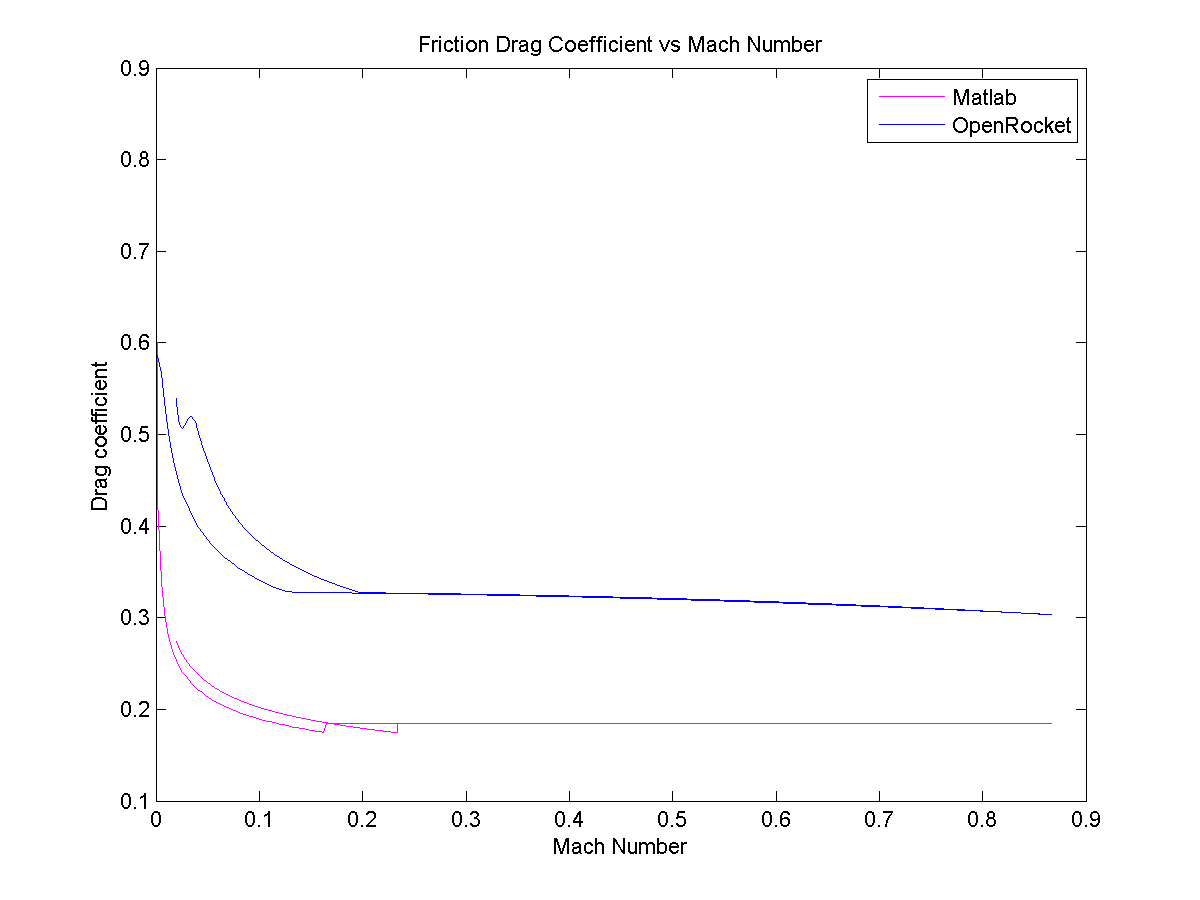 Friction Drag Coefficient vs Mach Number
Matlab
OpenRocket
Drag coefficient
0.9
0.8
0.7
0.6
0.5
0.4
0.3
0.2
0.1
0 0.1 0.2 0.3 0.4 0.5 0.6 0.7 0.8 0.9
Mach Number